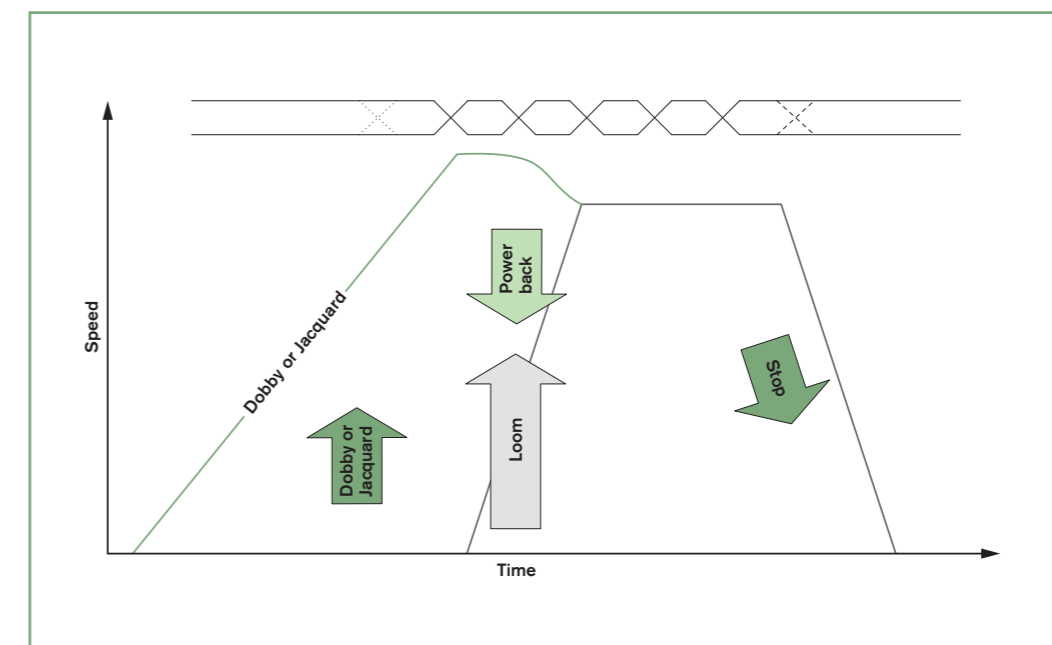 Power
back
Speed
Dobby or Jacquard
Stop
Dobby or
Jacquard
Loom
Time